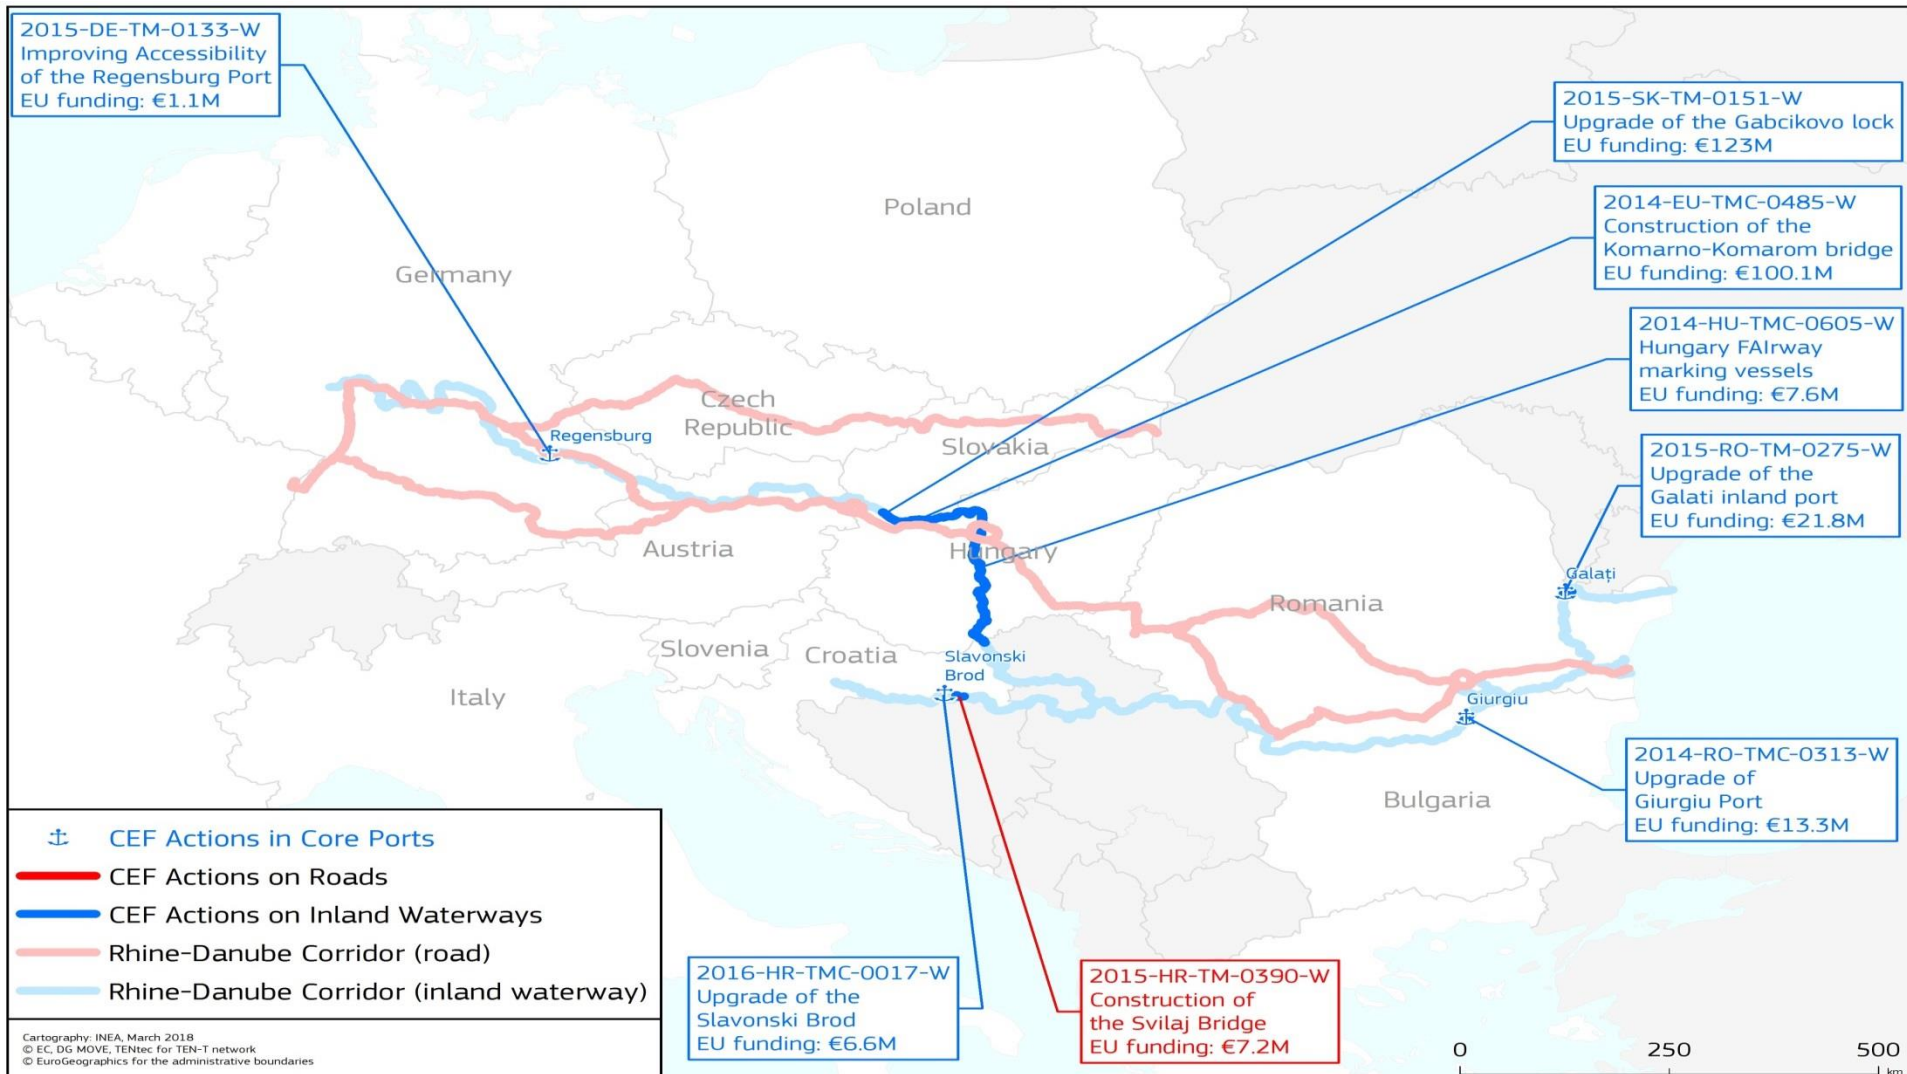 2015-DE-TM-0133-W
Improving Accessibility
of the Regensburg Port
EU funding: €1.1M
2015-SK-TM-0151-W
Upgrade of the Gabcikovo lock
EU funding: €123M
2014-EU-TMC-0485-W
Construction of the
Komarno-Komarom bridge
EU funding: €100.1M
2014-HU-TMC-0605-W
Hungary FAIrway
marking vessels
EU funding: €7.6M
2015-RO-TM-0275-W
Upgrade of the
Galati inland port
EU funding: €21.8M
2014-RO-TMC-0313-W
Upgrade of
Giurgiu Port
EU funding: €13.3M
Poland
Germany
Czech
Republic
Regensburg
Slovakia
Austria
Hungary
Galați
Romania
Slovenia
Croatia
Slavonski
Brod
Italy
Giurgiu
Bulgaria
CEF Actions in Core Ports
CEF Actions on Roads
CEF Actions on Inland Waterways
Rhine-Danube Corridor (road)
Rhine-Danube Corridor (inland waterway)
Cartography: INEA, March 2018
© EC, DG MOVE, TENtec for TEN-T network
© EuroGeographics for the administrative boundaries
2016-HR-TMC-0017-W
Upgrade of the
Slavonski Brod
EU funding: €6.6M
2015-HR-TM-0390-W
Construction of
the Svilaj Bridge
EU funding: €7.2M
0 250 500
km